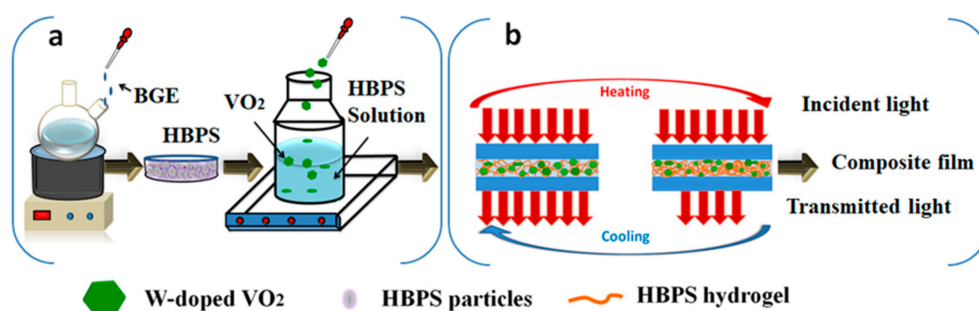 a
BGE
HBPS
VO₂
HBPS
Solution
b
Heating
Incident light
Composite film
Transmitted light
Cooling
W-doped VO₂
HBPS particles
HBPS hydrogel